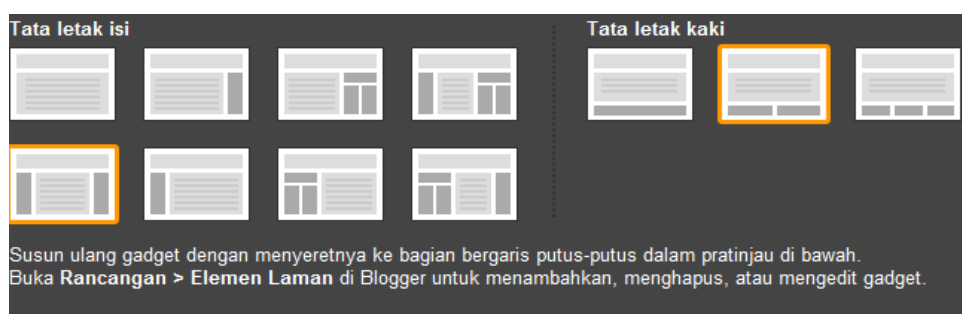 Tata letak isi
Tata letak kaki
Susun ulang gadget dengan menyeretnya ke bagian bergaris putus-putus dalam pratinjau di bawah.
Buka Rancangan > Elemen Laman di Blogger untuk menambahkan, menghapus, atau mengedit gadget.